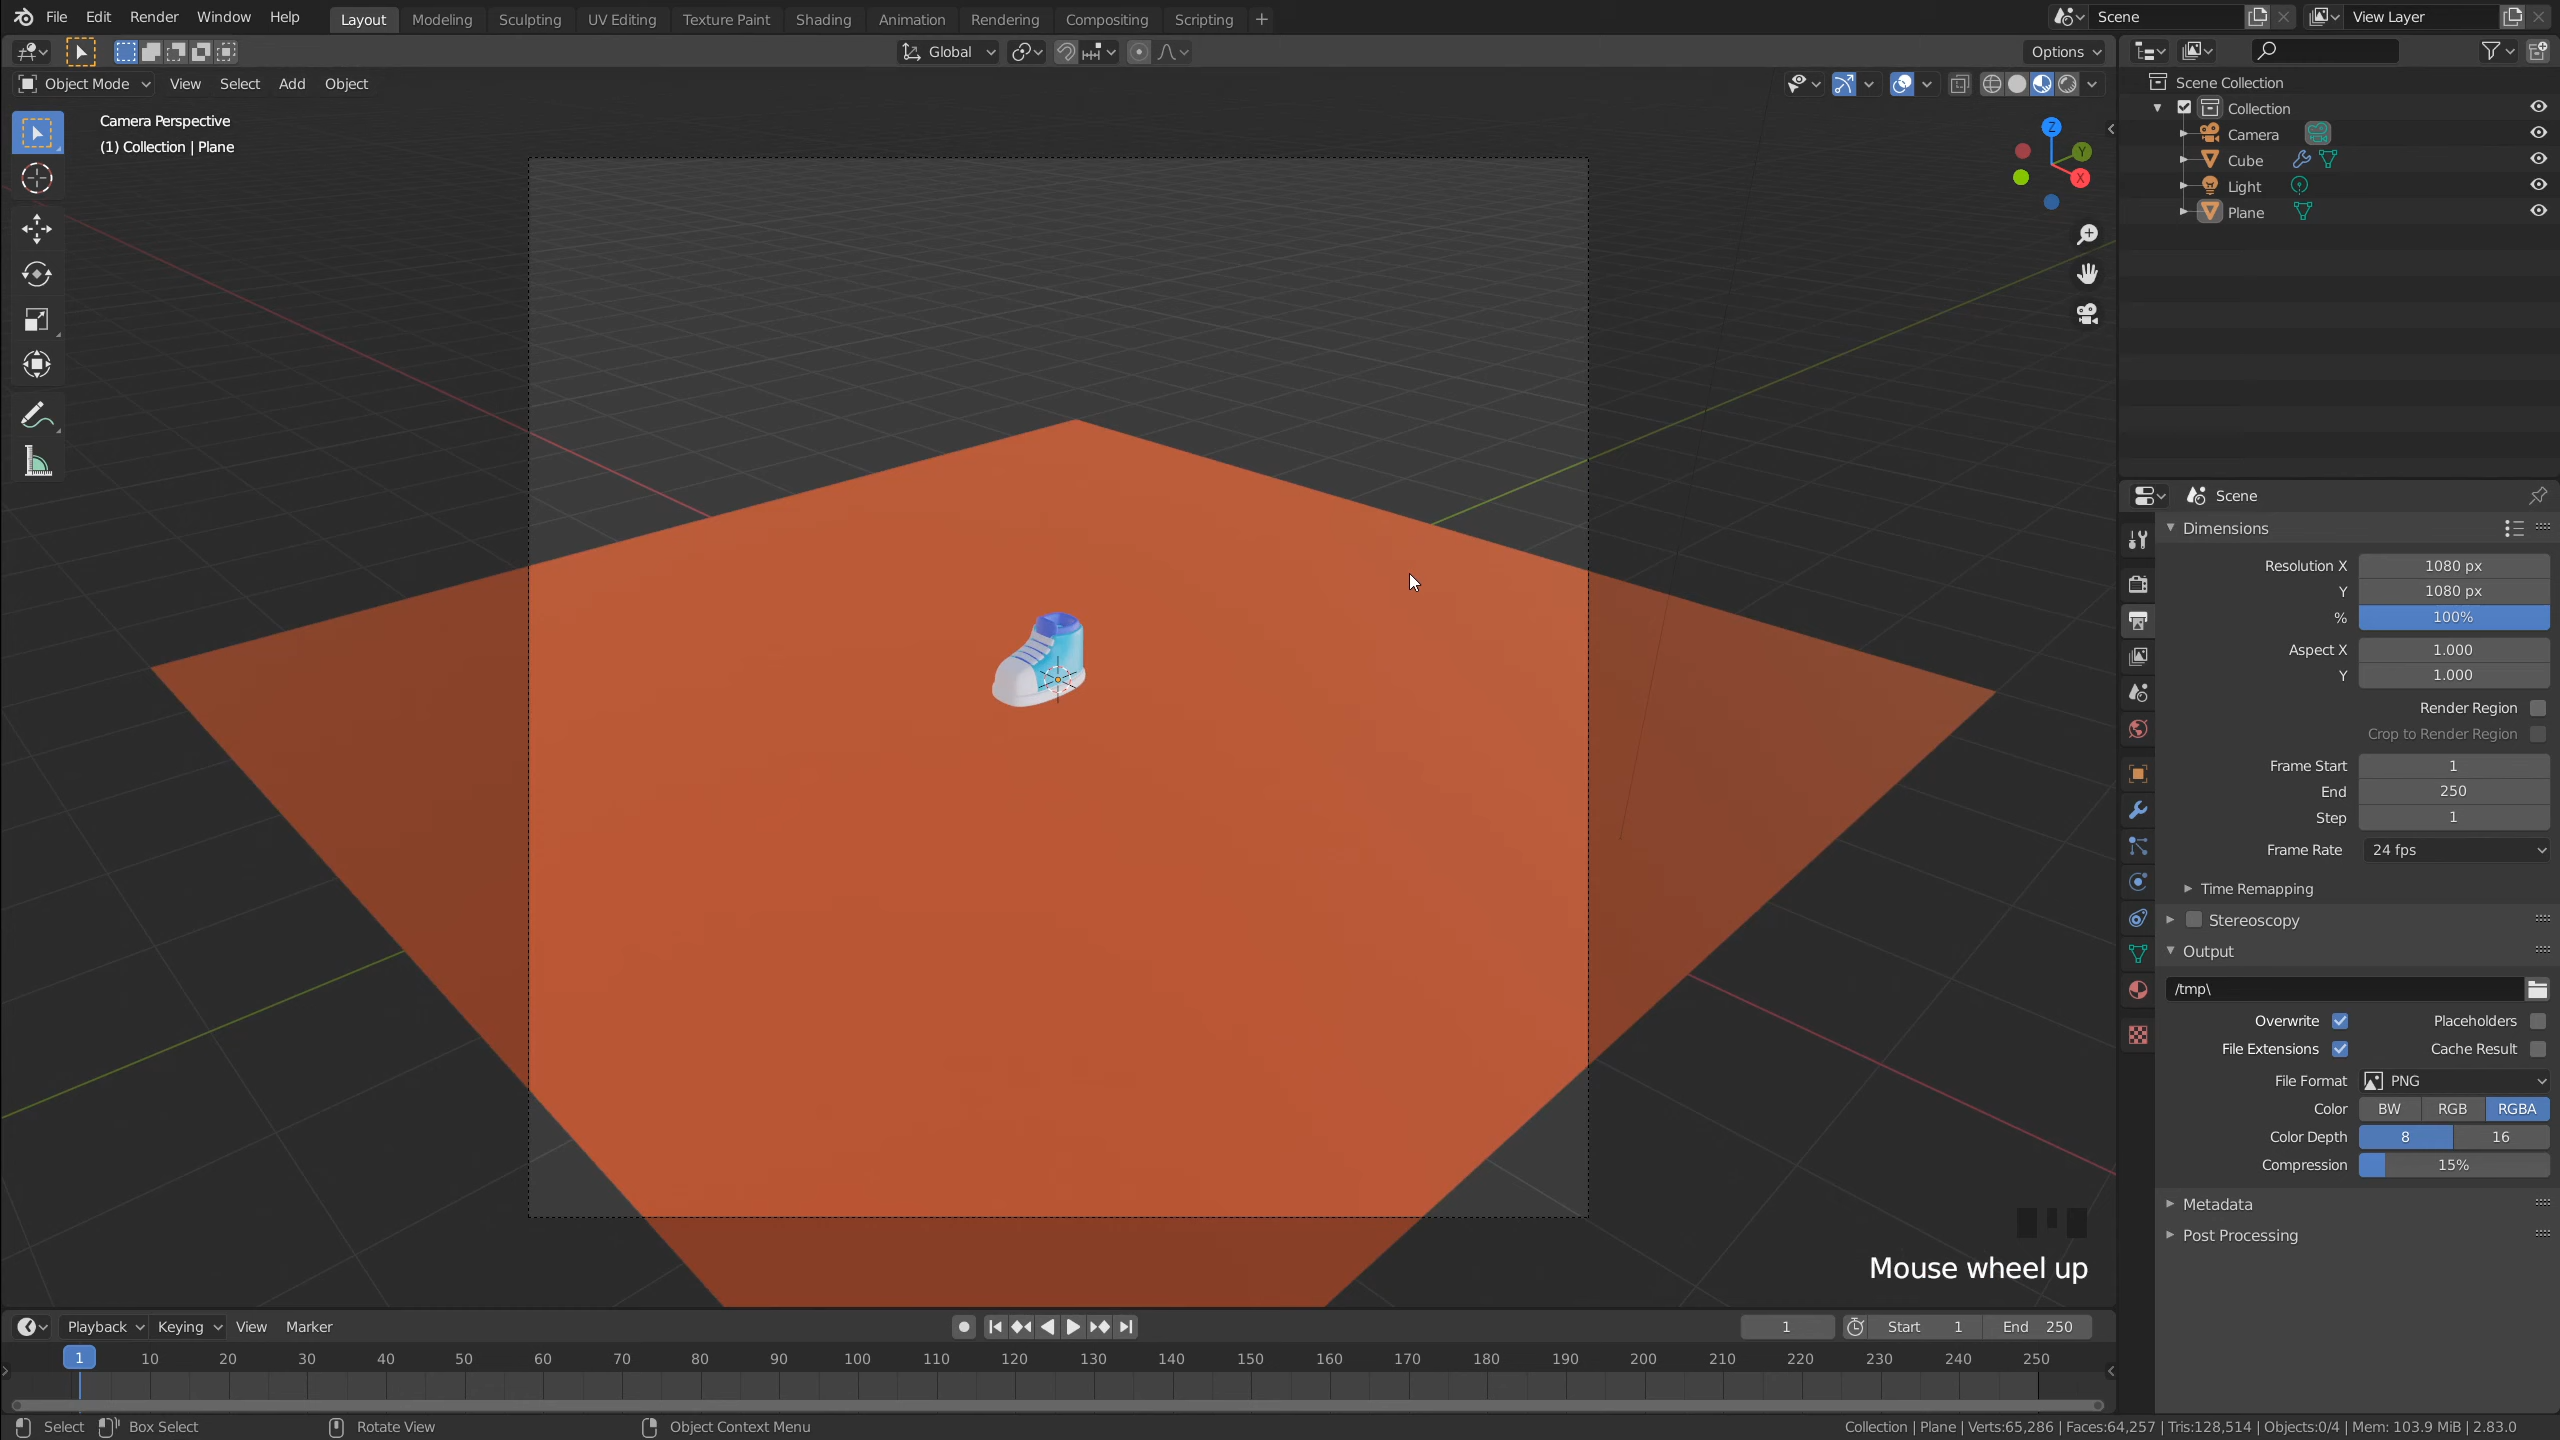 File Edit Render Window Help Layout Modeling Sculpting UV Editing Texture Paint Shading Animation Rendering Compositing Scripting + Scene View Layer
Global Options
Object Mode View Select Add Object
Camera Perspective
(1) Collection | Plane
Z
Y
X
Scene Collection
Collection
Camera
Cube
Light
Plane
Scene
Dimensions
Resolution X 1080 px
Y 1080 px
% 100%
Aspect X 1.000
Y 1.000
Render Region
Crop to Render Region
Frame Start 1
End 250
Step 1
Frame Rate 24 fps
Time Remapping
Stereoscopy
Output
/tmp\
Overwrite Placeholders
File Extensions Cache Result
File Format PNG
Color BW RGB RGBA
Color Depth 8 16
Compression 15%
Metadata
Post Processing
Mouse wheel up
Playback Keying View Marker 1 Start 1 End 250
1 10 20 30 40 50 60 70 80 90 100 110 120 130 140 150 160 170 180 190 200 210 220 230 240 250
Select Box Select Rotate View Object Context Menu Collection | Plane | Verts:65,286 | Faces:64,257 | Tris:128,514 | Objects:0/4 | Mem: 103.9 MiB | 2.83.0